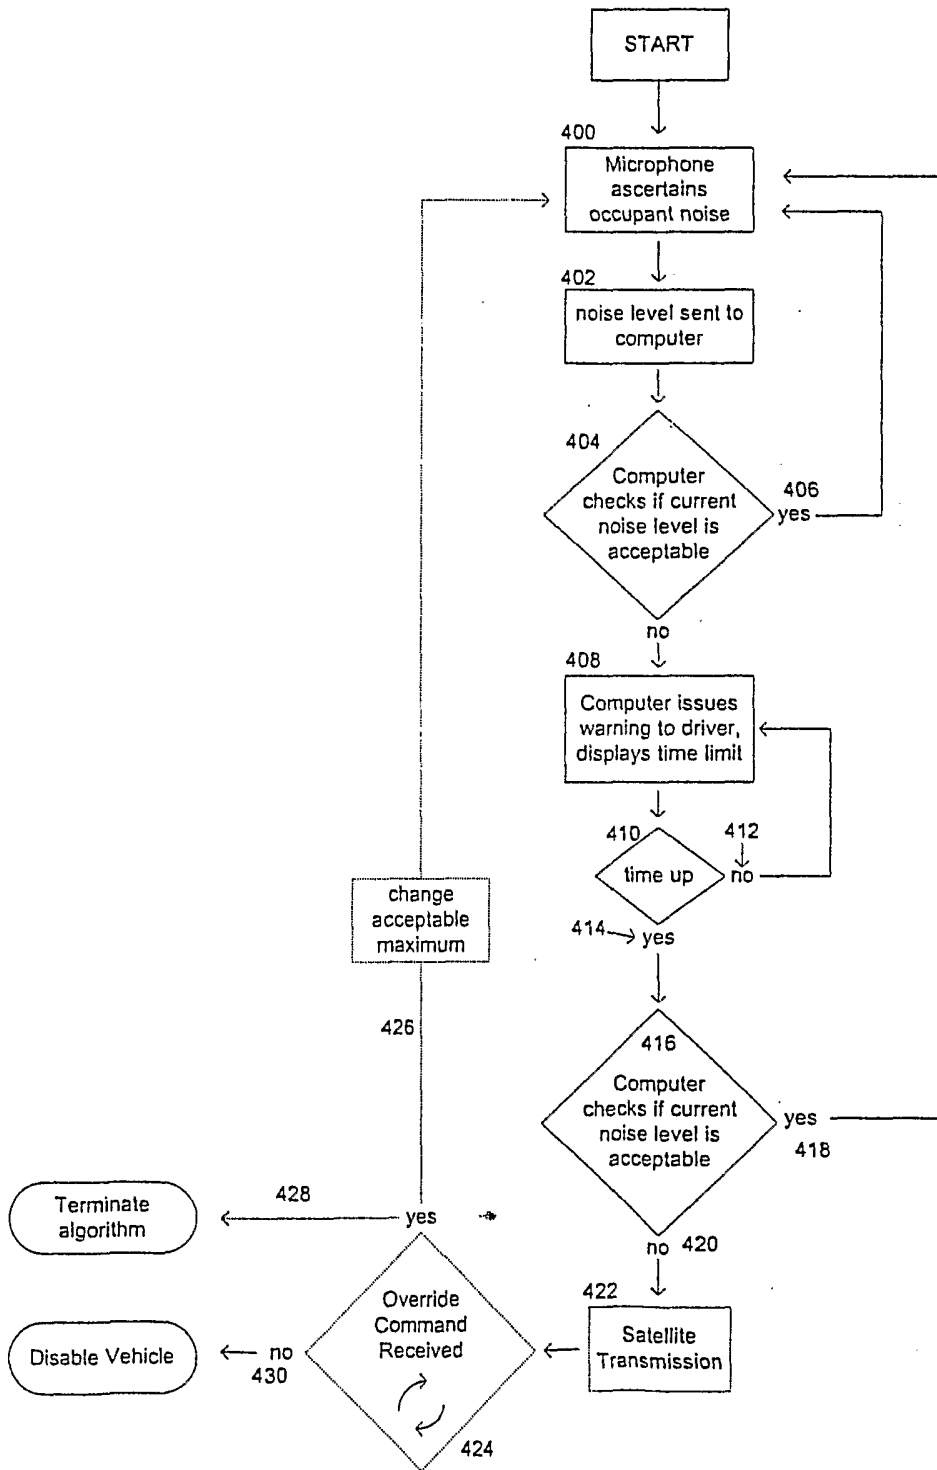 START
400
Microphone
ascertains
occupant noise
402
noise level sent to
computer
404
Computer
checks if current
noise level is
acceptable
406
yes
no
408
Computer issues
warning to driver,
displays time limit
410
412
time up
no
414
yes
change
acceptable
maximum
426
416
Computer
checks if current
noise level is
acceptable
yes
418
no
420
428
Terminate
algorithm
yes
422
Satellite
Transmission
Override
Command
Received
Disable Vehicle
no
430
424